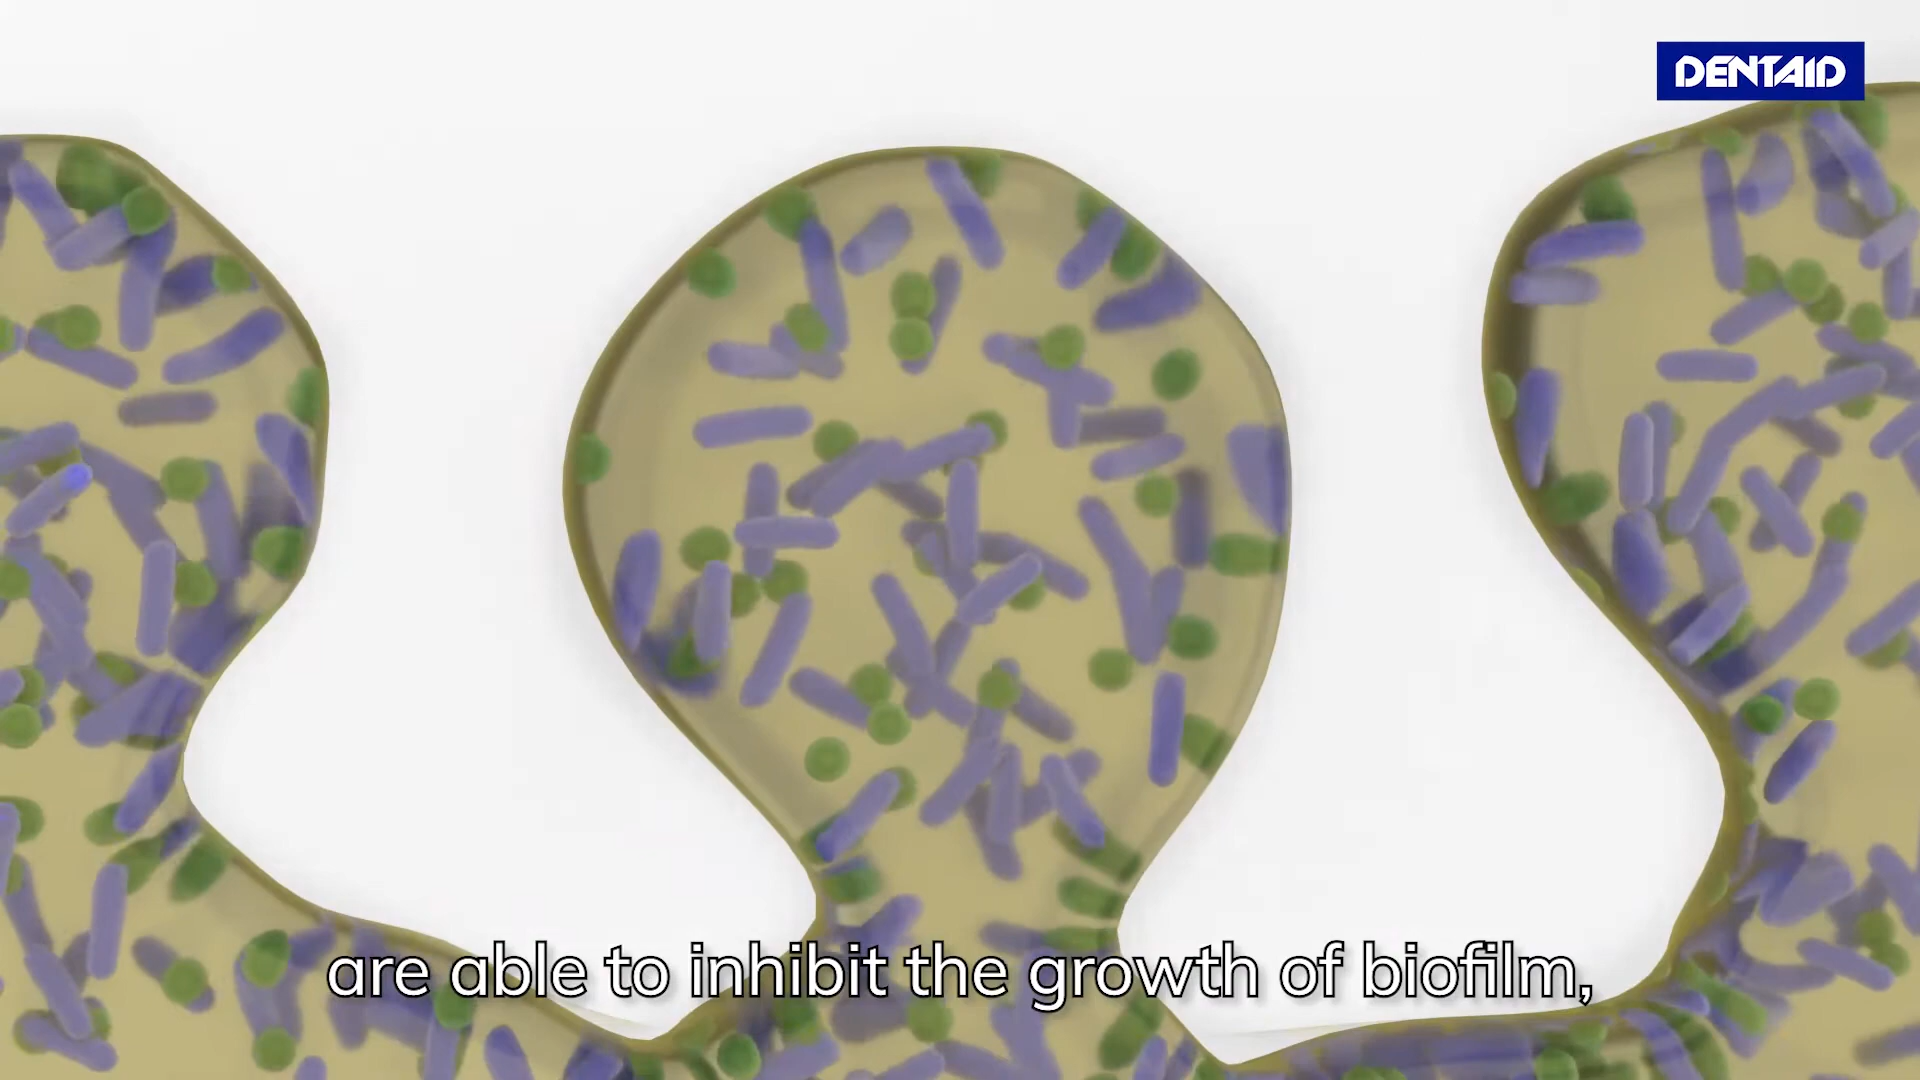 DENTAID
are able to inhibit the growth of biofilm,